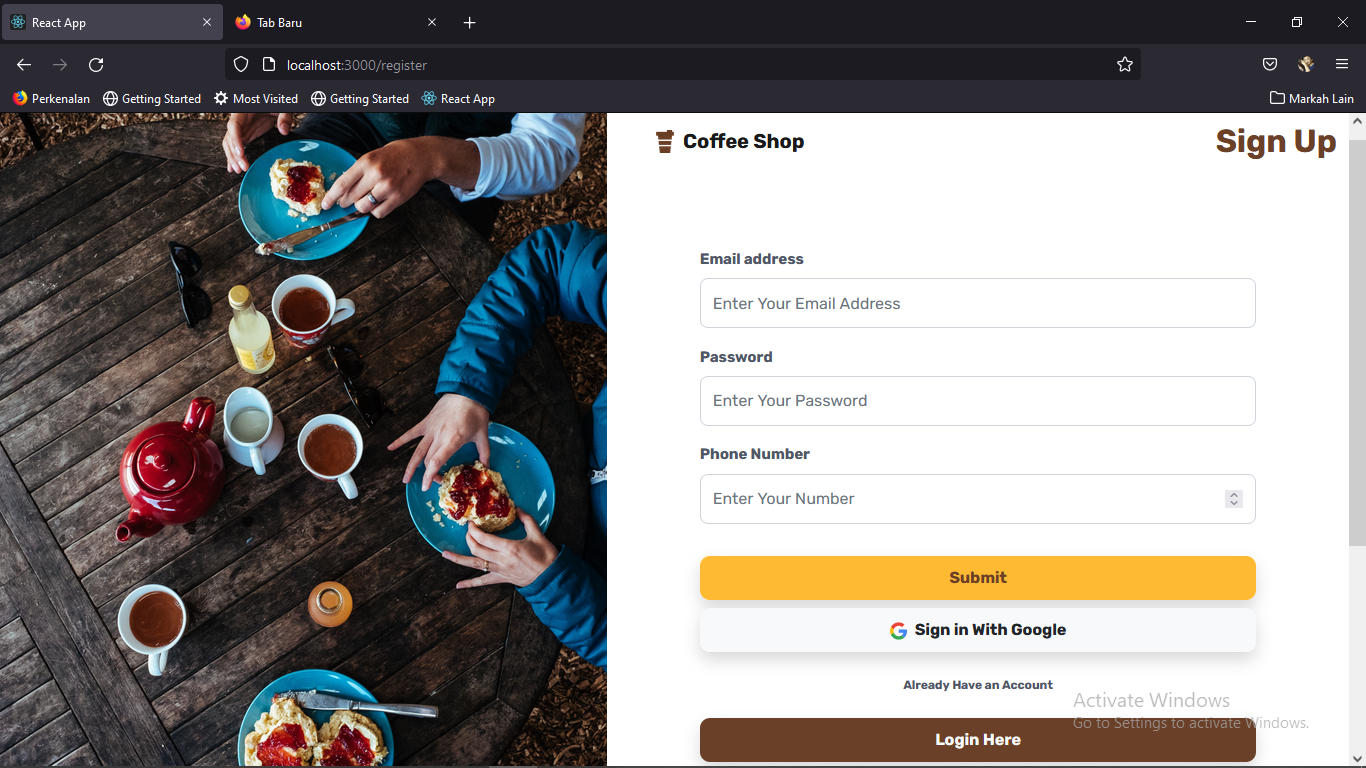 React App
Tab Baru
localhost:3000/register
Perkenalan
Getting Started
Most Visited
Getting Started
React App
Markah Lain
Coffee Shop
Sign Up
Email address
Enter Your Email Address
Password
Enter Your Password
Phone Number
Enter Your Number
Submit
Sign in With Google
Already Have an Account
Activate Windows
Go to Settings to activate Windows.
Login Here